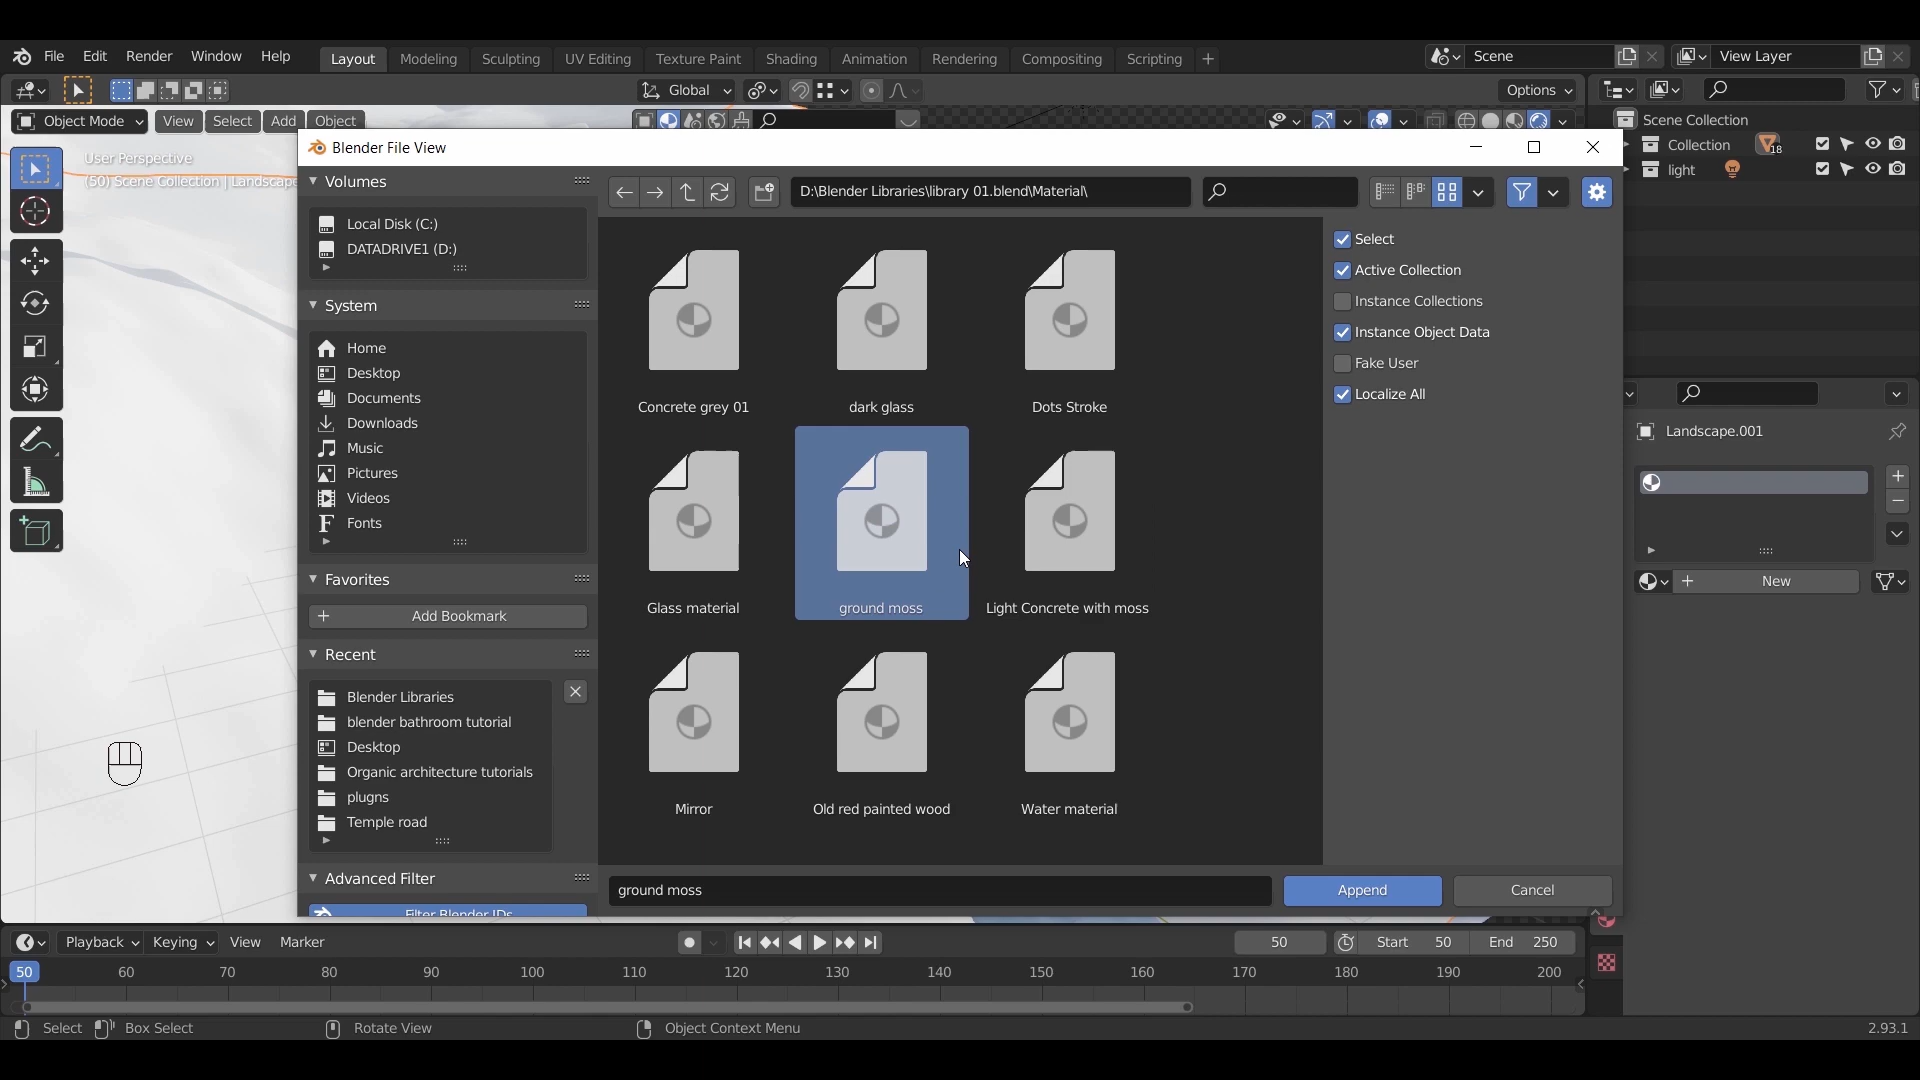 File Edit Render Window Help Layout Modeling Sculpting UV Editing Texture Paint Shading Animation Rendering Compositing Scripting + Scene View Layer
Global Options
Object Mode View Select Add Object
Scene Collection
User Perspective
(50) Scene Collection | Landscape
Collection 18
light
Blender File View
Volumes
Local Disk (C:)
DATADRIVE1 (D:)
System
Home
Desktop
Documents
Downloads
Music
Pictures
Videos
Fonts
Favorites
Add Bookmark
Recent
Blender Libraries
blender bathroom tutorial
Desktop
Organic architecture tutorials
plugns
Temple road
Advanced Filter
Filter Blender IDs
D:\Blender Libraries\library 01.blend\Material\
Concrete grey 01 dark glass Dots Stroke
Glass material ground moss Light Concrete with moss
Mirror Old red painted wood Water material
ground moss Append Cancel
Select
Active Collection
Instance Collections
Instance Object Data
Fake User
Localize All
Landscape.001
New
Playback Keying View Marker 50 Start 50 End 250
50 60 70 80 90 100 110 120 130 140 150 160 170 180 190 200
Select Box Select Rotate View Object Context Menu 2.93.1